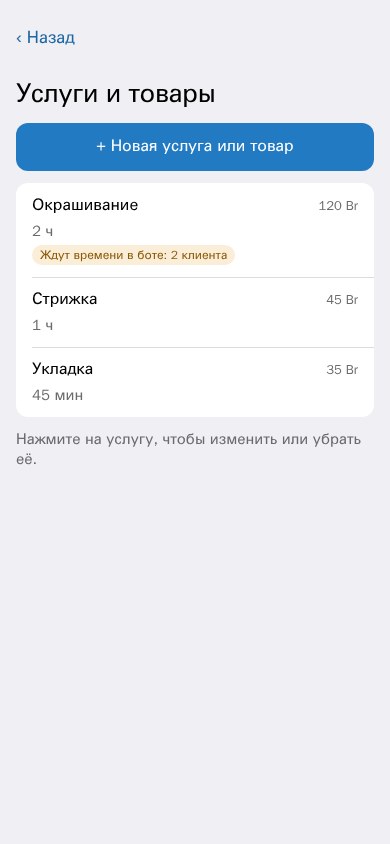 ‹ Назад
Услуги и товары
+ Новая услуга или товар
Окрашивание 120 Br
2 ч
Ждут времени в боте: 2 клиента
Стрижка 45 Br
1 ч
Укладка 35 Br
45 мин
Нажмите на услугу, чтобы изменить или убрать
её.